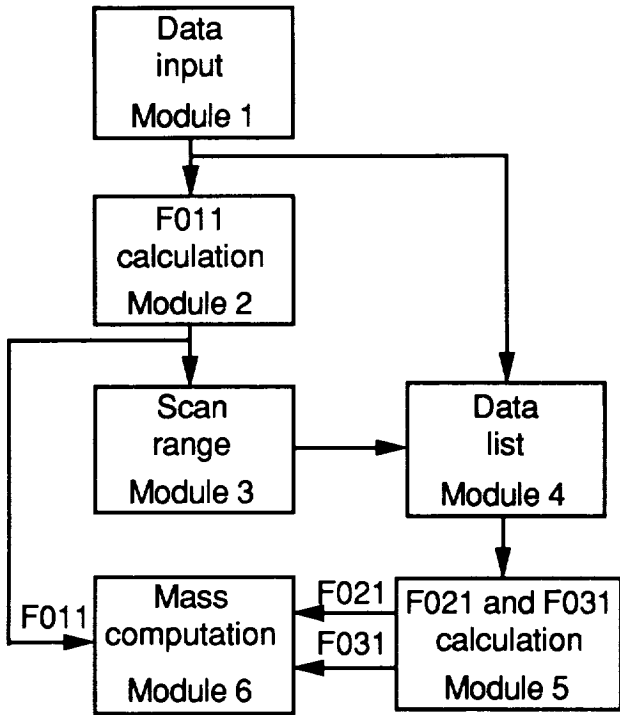 Data
input
Module 1
F011
calculation
Module 2
Scan
range
Module 3
Data
list
Module 4
F011
Mass
computation
Module 6
F021
F031
F021 and F031
calculation
Module 5